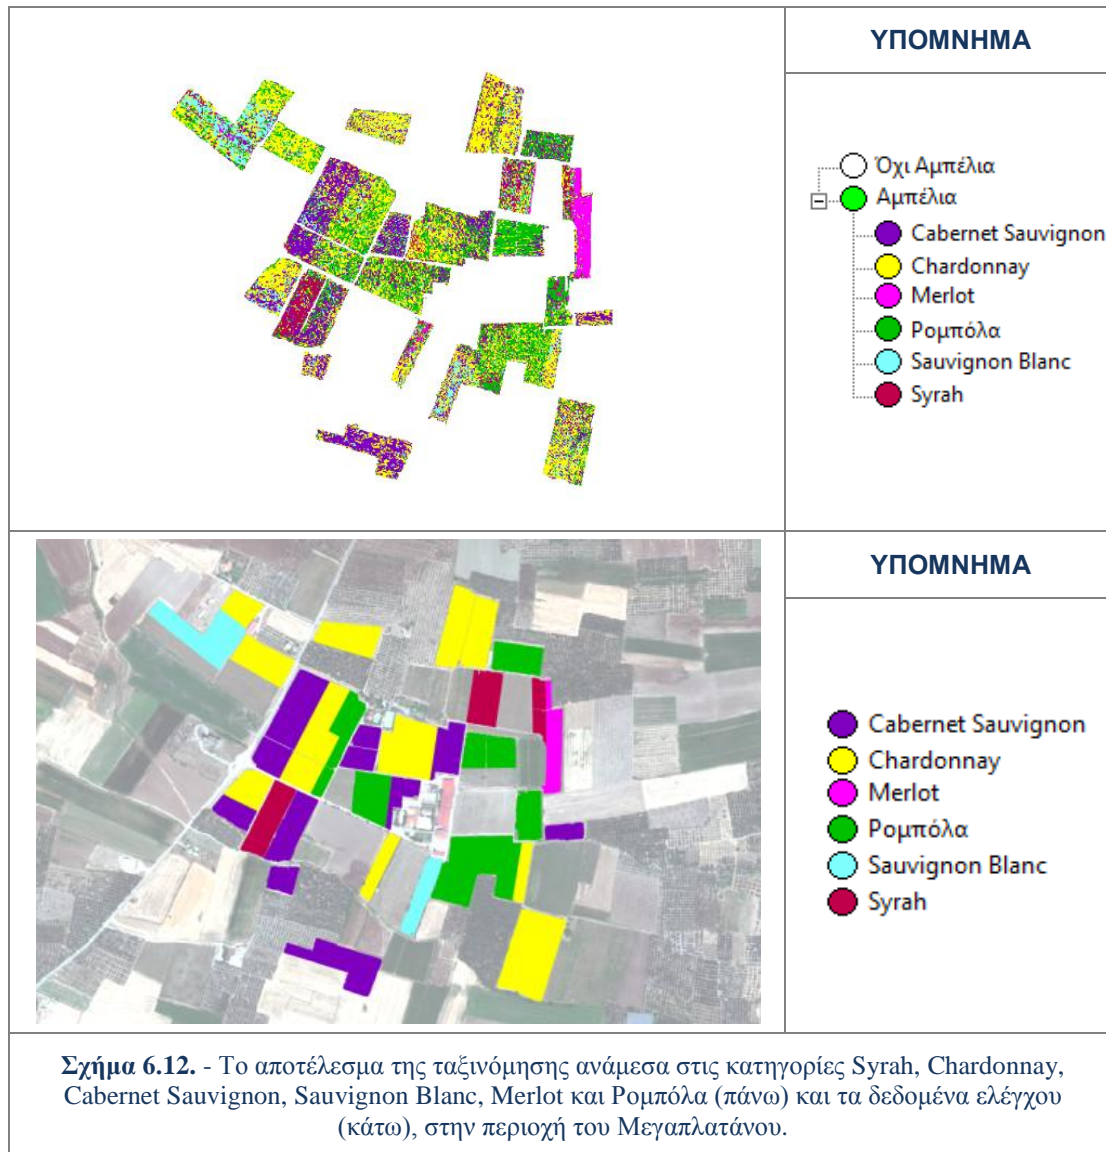 ΥΠΟΜΝΗΜΑ
Όχι Αμπέλια
Αμπέλια
Cabernet Sauvignon
Chardonnay
Merlot
Ρομπόλα
Sauvignon Blanc
Syrah
ΥΠΟΜΝΗΜΑ
Cabernet Sauvignon
Chardonnay
Merlot
Ρομπόλα
Sauvignon Blanc
Syrah
Σχήμα 6.12. - Το αποτέλεσμα της ταξινόμησης ανάμεσα στις κατηγορίες Syrah, Chardonnay,
Cabernet Sauvignon, Sauvignon Blanc, Merlot και Ρομπόλα (πάνω) και τα δεδομένα ελέγχου
(κάτω), στην περιοχή του Μεγαπλατάνου.